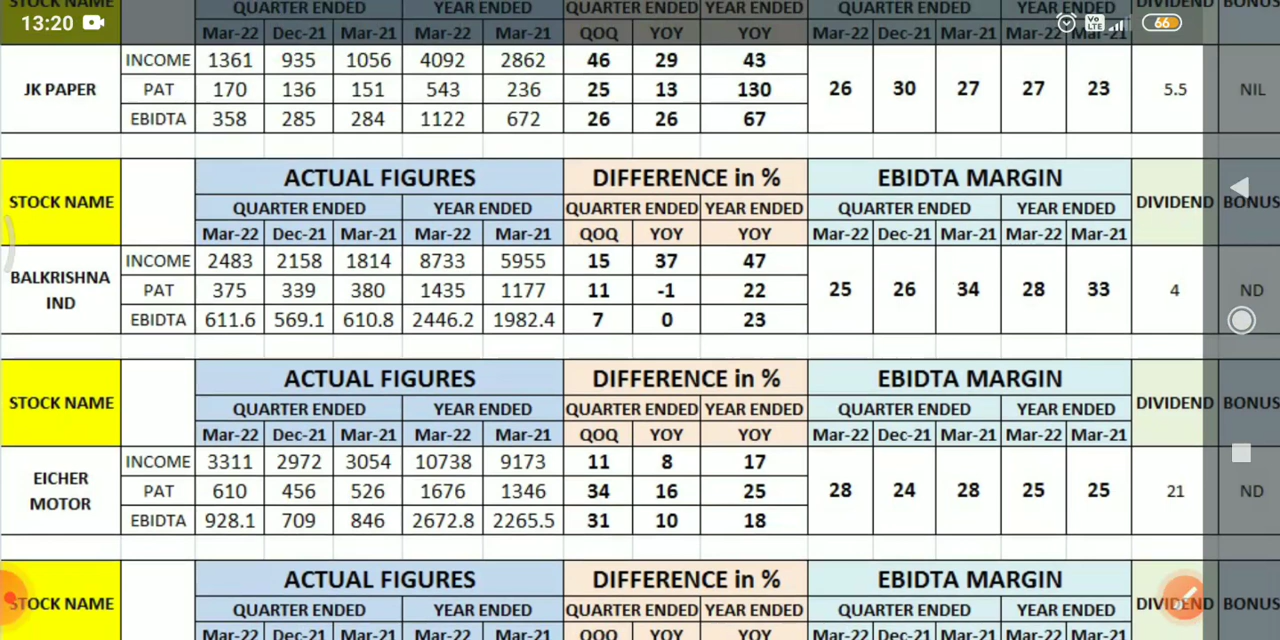 STOCK NAME QUARTER ENDED YEAR ENDED QUARTER ENDED YEAR ENDED QUARTER ENDED YEAR ENDED DIVIDEND BONUS
13:20 Vo LTE 66
Mar-22 Dec-21 Mar-21 Mar-22 Mar-21 QOQ YOY YOY Mar-22 Dec-21 Mar-21 Mar-22 Mar-21
JK PAPER INCOME 1361 935 1056 4092 2862 46 29 43 26 30 27 27 23 5.5 NIL
PAT 170 136 151 543 236 25 13 130
EBIDTA 358 285 284 1122 672 26 26 67
STOCK NAME ACTUAL FIGURES DIFFERENCE in % EBIDTA MARGIN DIVIDEND BONUS
QUARTER ENDED YEAR ENDED QUARTER ENDED YEAR ENDED QUARTER ENDED YEAR ENDED
Mar-22 Dec-21 Mar-21 Mar-22 Mar-21 QOQ YOY YOY Mar-22 Dec-21 Mar-21 Mar-22 Mar-21
BALKRISHNA IND INCOME 2483 2158 1814 8733 5955 15 37 47 25 26 34 28 33 4 ND
PAT 375 339 380 1435 1177 11 -1 22
EBIDTA 611.6 569.1 610.8 2446.2 1982.4 7 0 23
STOCK NAME ACTUAL FIGURES DIFFERENCE in % EBIDTA MARGIN DIVIDEND BONUS
QUARTER ENDED YEAR ENDED QUARTER ENDED YEAR ENDED QUARTER ENDED YEAR ENDED
Mar-22 Dec-21 Mar-21 Mar-22 Mar-21 QOQ YOY YOY Mar-22 Dec-21 Mar-21 Mar-22 Mar-21
EICHER MOTOR INCOME 3311 2972 3054 10738 9173 11 8 17 28 24 28 25 25 21 ND
PAT 610 456 526 1676 1346 34 16 25
EBIDTA 928.1 709 846 2672.8 2265.5 31 10 18
STOCK NAME ACTUAL FIGURES DIFFERENCE in % EBIDTA MARGIN DIVIDEND BONUS
QUARTER ENDED YEAR ENDED QUARTER ENDED YEAR ENDED QUARTER ENDED YEAR ENDED
Mar-22 Dec-21 Mar-21 Mar-22 Mar-21 QOQ YOY YOY Mar-22 Dec-21 Mar-21 Mar-22 Mar-21